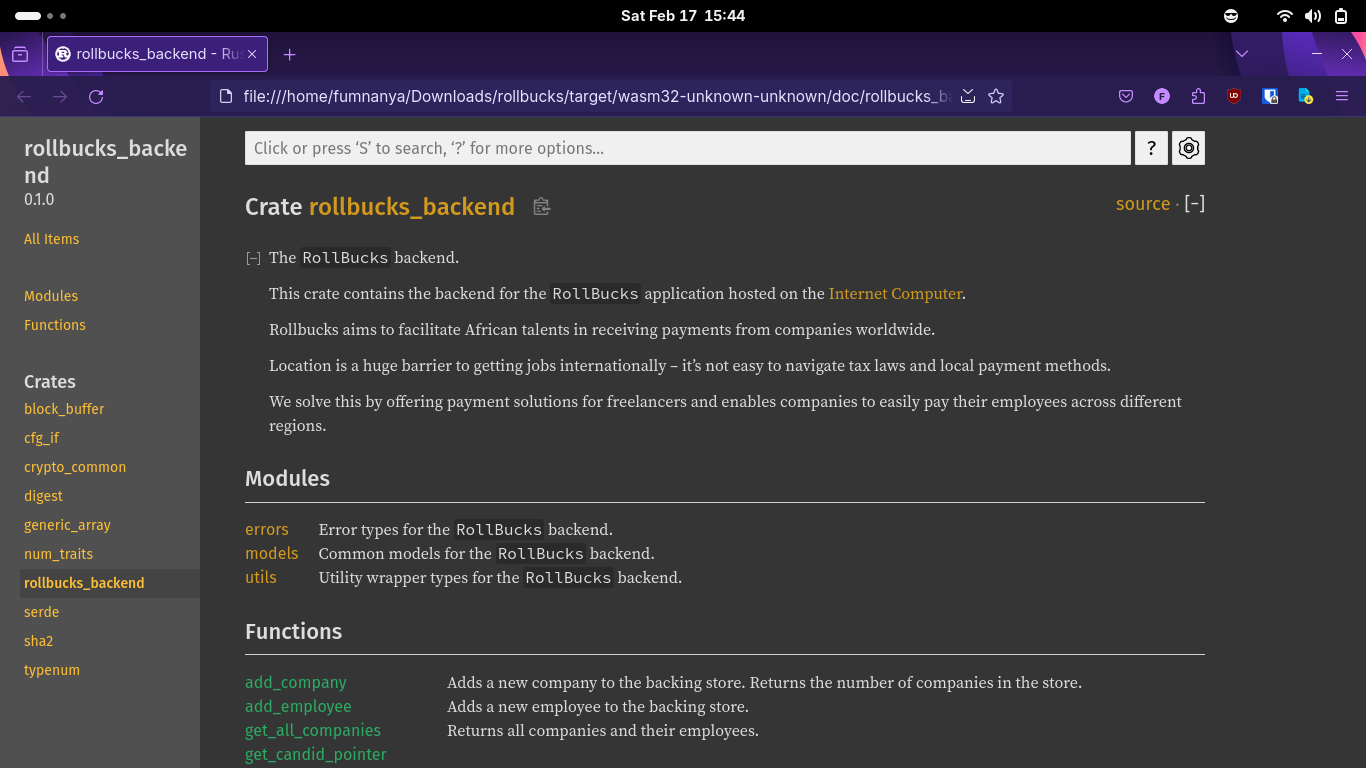 Sat Feb 17 15:44
rollbucks_backend - Rus
file:///home/fumnanya/Downloads/rollbucks/target/wasm32-unknown-unknown/doc/rollbucks_ba
F
UD
rollbucks_backe
nd
0.1.0
All Items
Modules
Functions
Crates
block_buffer
cfg_if
crypto_common
digest
generic_array
num_traits
rollbucks_backend
serde
sha2
typenum
Click or press ‘S’ to search, ‘?’ for more options…
?
Crate rollbucks_backend
source · [−]
[−] The RollBucks backend.
This crate contains the backend for the RollBucks application hosted on the Internet Computer.
Rollbucks aims to facilitate African talents in receiving payments from companies worldwide.
Location is a huge barrier to getting jobs internationally – it’s not easy to navigate tax laws and local payment methods.
We solve this by offering payment solutions for freelancers and enables companies to easily pay their employees across different
regions.
Modules
errors Error types for the RollBucks backend.
models Common models for the RollBucks backend.
utils Utility wrapper types for the RollBucks backend.
Functions
add_company Adds a new company to the backing store. Returns the number of companies in the store.
add_employee Adds a new employee to the backing store.
get_all_companies Returns all companies and their employees.
get_candid_pointer